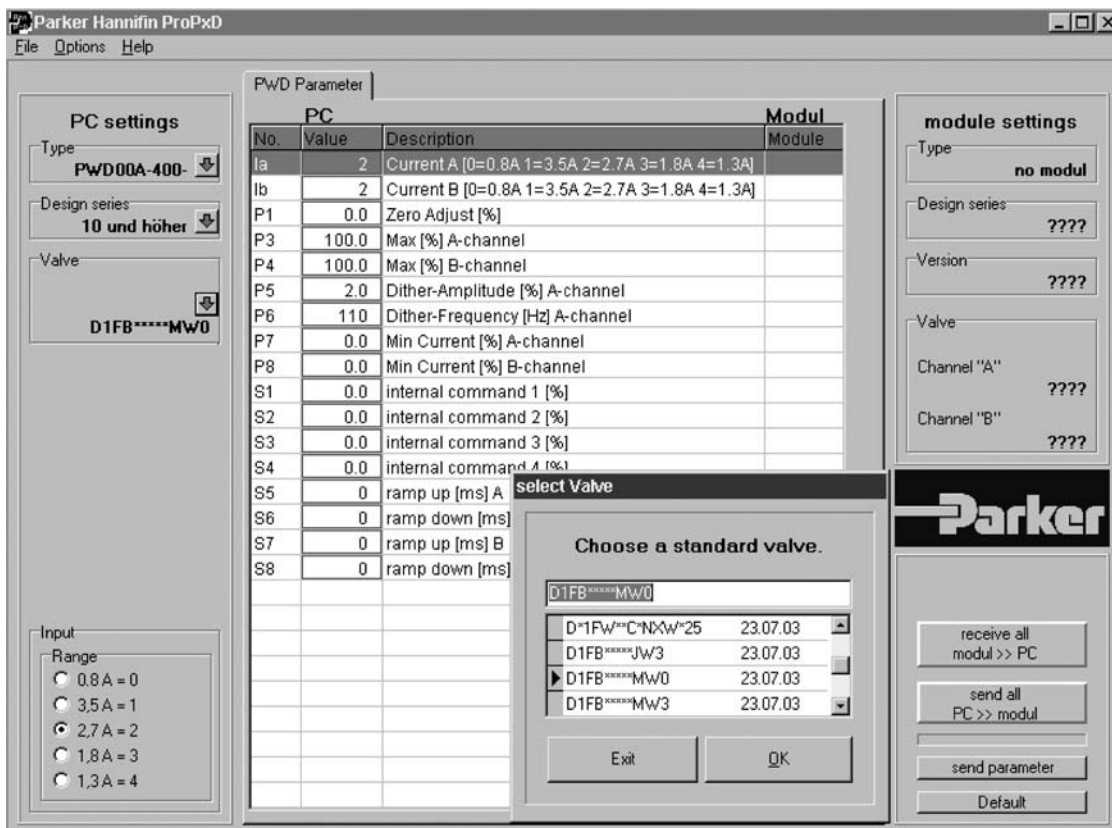 Parker Hannifin ProPxD
File Options Help
PC settings
Type
PWD00A-400-
Design series
10 und höher
Valve
D1FB*****MW0
Input
Range
0.8 A = 0
3,5 A = 1
2,7 A = 2
1,8 A = 3
1,3 A = 4
PWD Parameter
PC Modul
No. Value Description Module
Ia 2 Current A [0=0.8A 1=3.5A 2=2.7A 3=1.8A 4=1.3A]
Ib 2 Current B [0=0.8A 1=3.5A 2=2.7A 3=1.8A 4=1.3A]
P1 0.0 Zero Adjust [%]
P3 100.0 Max [%] A-channel
P4 100.0 Max [%] B-channel
P5 2.0 Dither-Amplitude [%] A-channel
P6 110 Dither-Frequency [Hz] A-channel
P7 0.0 Min Current [%] A-channel
P8 0.0 Min Current [%] B-channel
S1 0.0 internal command 1 [%]
S2 0.0 internal command 2 [%]
S3 0.0 internal command 3 [%]
S4 0.0 internal command 4 [%]
S5 0 ramp up [ms] A
S6 0 ramp down [ms]
S7 0 ramp up [ms] B
S8 0 ramp down [ms]
select Valve
Choose a standard valve.
D1FB*****MW0
D*1FW**C*NXW*25 23.07.03
D1FB*****JW3 23.07.03
D1FB*****MW0 23.07.03
D1FB*****MW3 23.07.03
Exit OK
module settings
Type
no modul
Design series
????
Version
????
Valve
Channel "A"
????
Channel "B"
????
Parker
receive all
modul >> PC
send all
PC >> modul
send parameter
Default